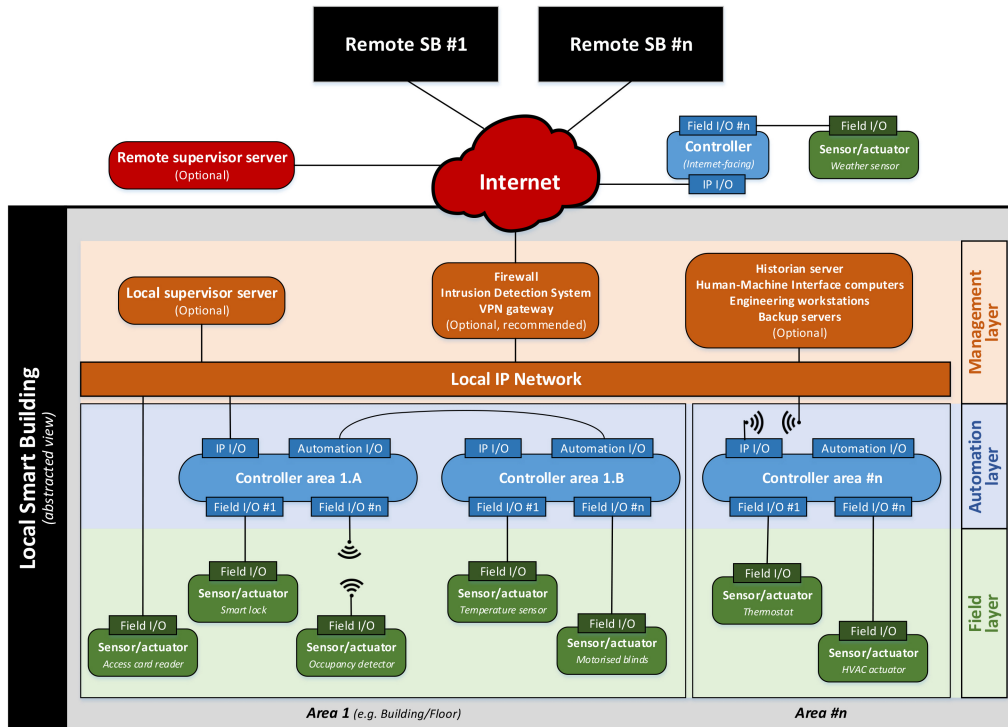 Remote SB #1
Remote SB #n
Field I/O #n
Field I/O
Controller
(Internet-facing)
Sensor/actuator
Weather sensor
IP I/O
Remote supervisor server
(Optional)
Internet
Local Smart Building
(abstracted view)
Management
layer
Local supervisor server
(Optional)
Firewall
Intrusion Detection System
VPN gateway
(Optional, recommended)
Historian server
Human-Machine Interface computers
Engineering workstations
Backup servers
(Optional)
Local IP Network
Automation
layer
IP I/O
Automation I/O
Controller area 1.A
Field I/O #1
Field I/O #n
IP I/O
Automation I/O
Controller area 1.B
Field I/O #1
Field I/O #n
IP I/O
Automation I/O
Controller area #n
Field I/O #1
Field I/O #n
Field
layer
Field I/O
Sensor/actuator
Access card reader
Field I/O
Sensor/actuator
Smart lock
Field I/O
Sensor/actuator
Occupancy detector
Field I/O
Sensor/actuator
Temperature sensor
Field I/O
Sensor/actuator
Motorised blinds
Field I/O
Sensor/actuator
Thermostat
Field I/O
Sensor/actuator
HVAC actuator
Area 1 (e.g. Building/Floor)
Area #n